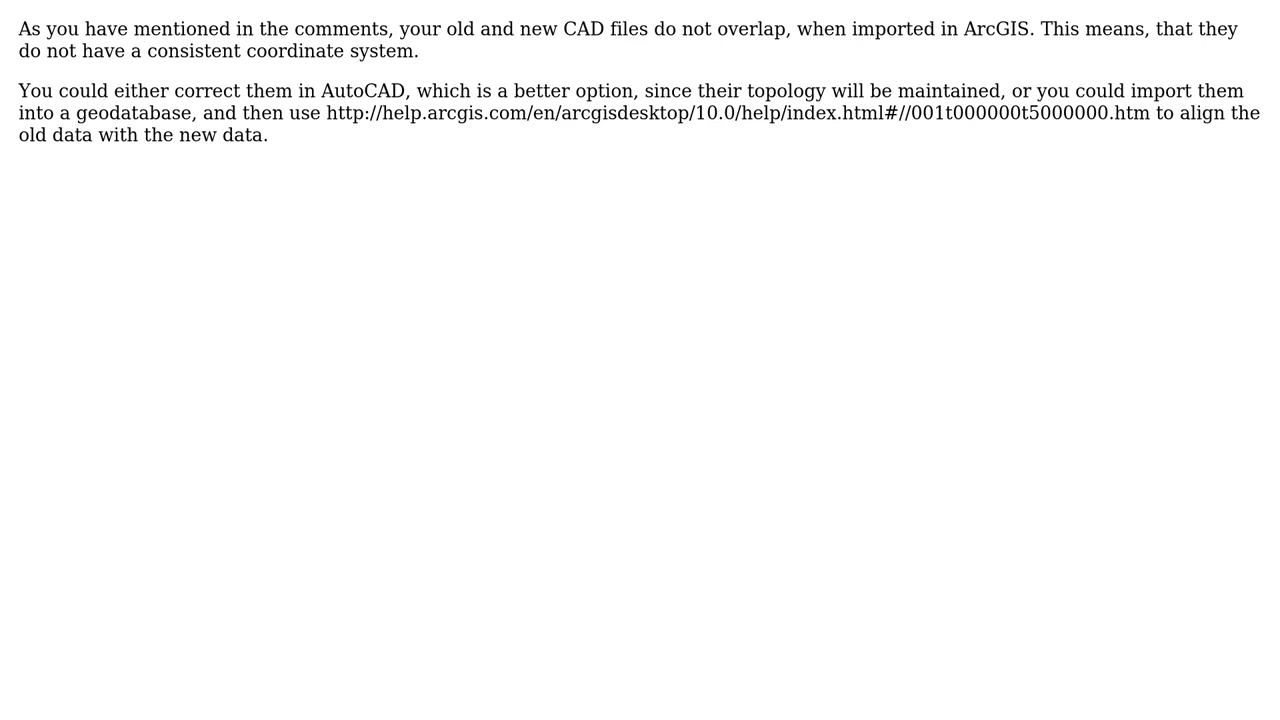 As you have mentioned in the comments, your old and new CAD files do not overlap, when imported in ArcGIS. This means, that they
do not have a consistent coordinate system.
You could either correct them in AutoCAD, which is a better option, since their topology will be maintained, or you could import them
into a geodatabase, and then use http://help.arcgis.com/en/arcgisdesktop/10.0/help/index.html#//001t000000t5000000.htm to align the
old data with the new data.